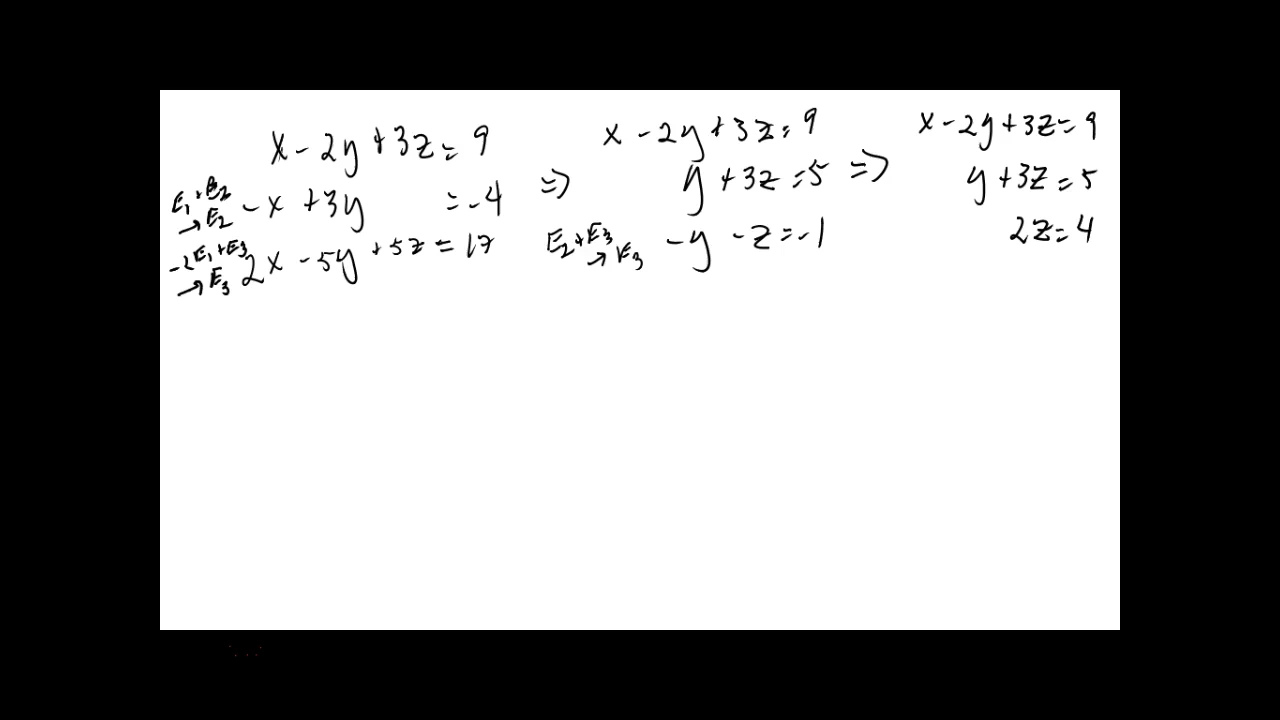 x - 2y + 3z = 9
E₁ + E₂ → E₂ -x + 3y = -4
-2E₁ + E₃ → E₃ 2x - 5y + 5z = 17
⇒
x - 2y + 3z = 9
y + 3z = 5
E₂ + E₃ → E₃ -y - z = -1
⇒
x - 2y + 3z = 9
y + 3z = 5
2z = 4